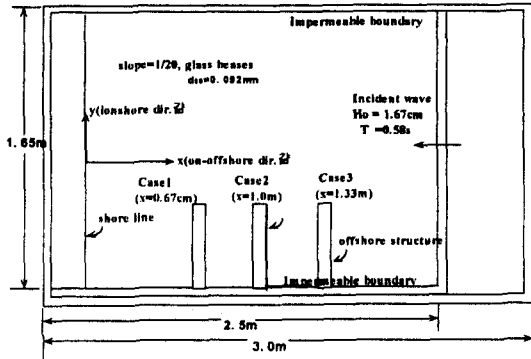 Impermeable boundary
slope=1/20, glass beases
d50=0.092mm
Incident wave
Ho = 1.67cm
T =0.58s
y(lonshore dir.)
1.65m
x(on-offshore dir.)
Case1
(x=0.67cm)
Case2
(x=1.0m)
Case3
(x=1.33m)
shore line
offshore structure
Impermeable boundary
2.5m
3.0m